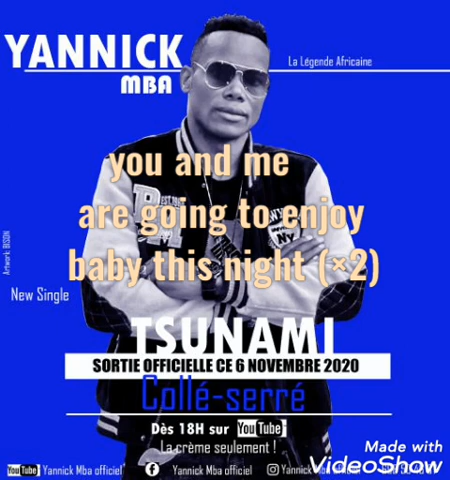 YANNICK
MBA
La Légende Africaine
you and me
are going to enjoy
baby this night (×2)
Artwork: BISON
New Single
TSUNAMI
SORTIE OFFICIELLE CE 6 NOVEMBRE 2020
Collé-serré
Dès 18H sur YouTube
La crème seulement !
Made with
VideoShow
YouTube Yannick Mba officiel Yannick Mba officiel Yannick Mba officiel